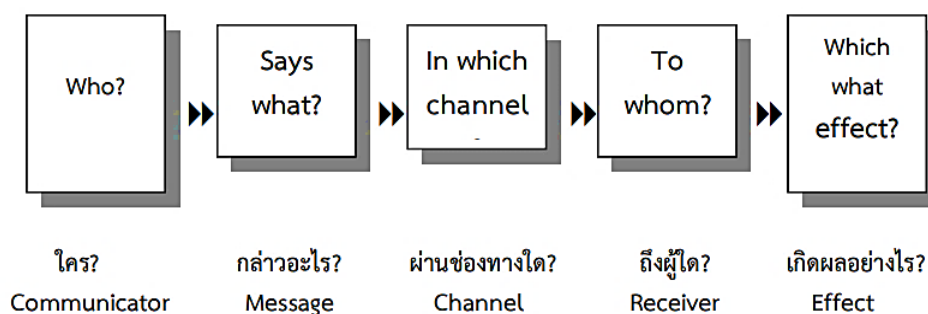 Who?
Says
what?
In which
channel
To
whom?
Which
what
effect?
ใคร?
กล่าวอะไร?
ผ่านช่องทางใด?
ถึงผู้ใด?
เกิดผลอย่างไร?
Communicator
Message
Channel
Receiver
Effect